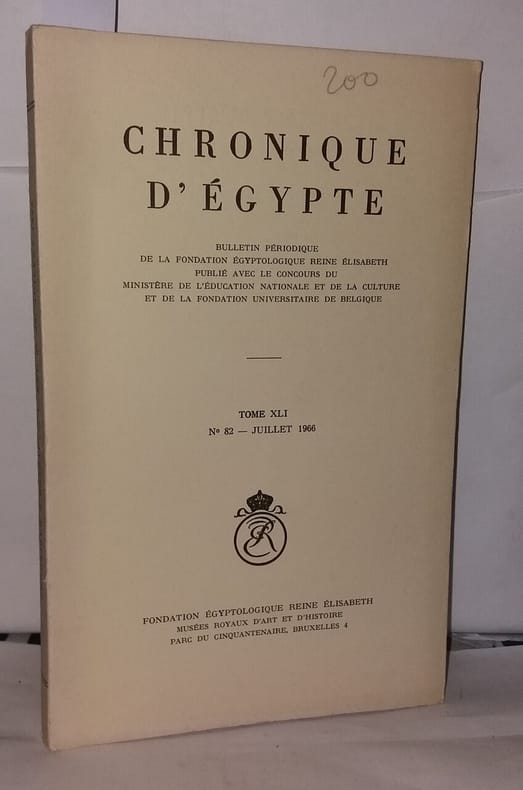 200
CHRONIQUE
D'ÉGYPTE
BULLETIN PÉRIODIQUE
DE LA FONDATION ÉGYPTOLOGIQUE REINE ÉLISABETH
PUBLIÉ AVEC LE CONCOURS DU
MINISTÈRE DE L'ÉDUCATION NATIONALE ET DE LA CULTURE
ET DE LA FONDATION UNIVERSITAIRE DE BELGIQUE
TOME XLI
Nº 82 — JUILLET 1966
FONDATION ÉGYPTOLOGIQUE REINE ÉLISABETH
MUSÉES ROYAUX D'ART ET D'HISTOIRE
PARC DU CINQUANTENAIRE, BRUXELLES 4